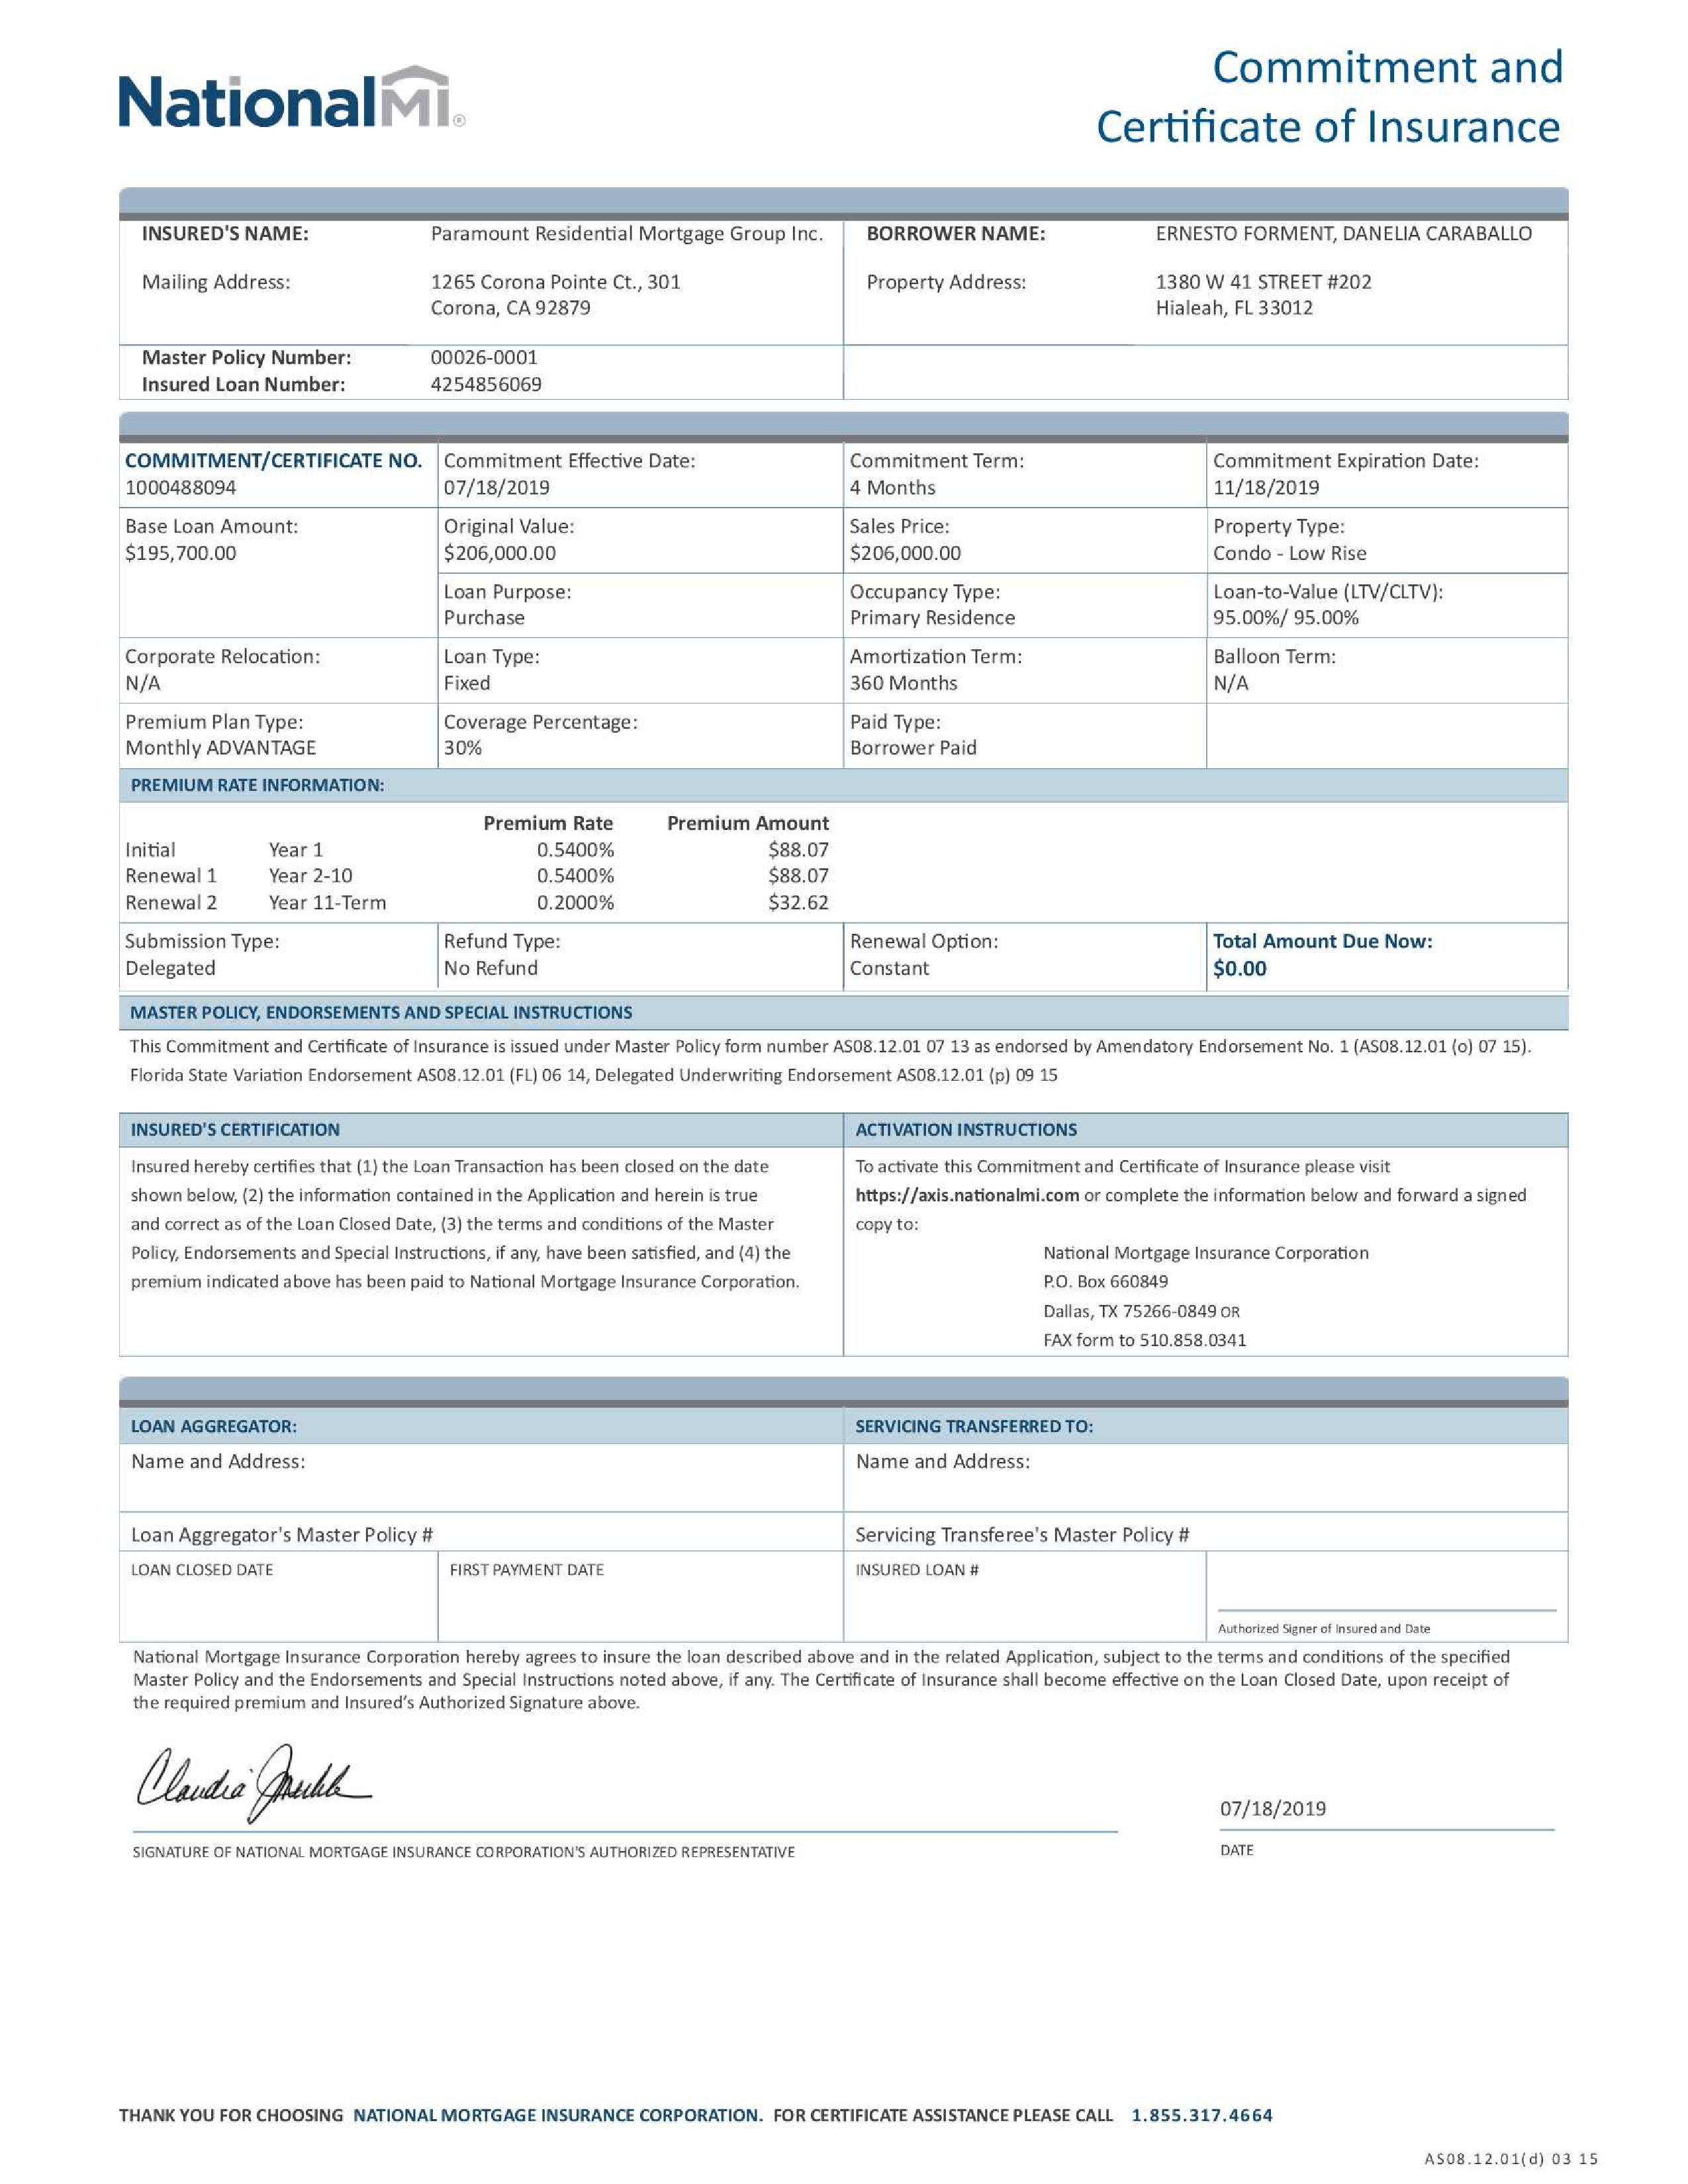 NationalMI®
Commitment and
Certificate of Insurance
INSURED'S NAME: Paramount Residential Mortgage Group Inc. BORROWER NAME: ERNESTO FORMENT, DANELIA CARABALLO
Mailing Address: 1265 Corona Pointe Ct., 301 Property Address: 1380 W 41 STREET #202
Corona, CA 92879 Hialeah, FL 33012
Master Policy Number: 00026-0001
Insured Loan Number: 4254856069
COMMITMENT/CERTIFICATE NO. Commitment Effective Date: Commitment Term: Commitment Expiration Date:
1000488094 07/18/2019 4 Months 11/18/2019
Base Loan Amount: Original Value: Sales Price: Property Type:
$195,700.00 $206,000.00 $206,000.00 Condo - Low Rise
Loan Purpose: Occupancy Type: Loan-to-Value (LTV/CLTV):
Purchase Primary Residence 95.00%/ 95.00%
Corporate Relocation: Loan Type: Amortization Term: Balloon Term:
N/A Fixed 360 Months N/A
Premium Plan Type: Coverage Percentage: Paid Type:
Monthly ADVANTAGE 30% Borrower Paid
PREMIUM RATE INFORMATION:
Premium Rate Premium Amount
Initial Year 1 0.5400% $88.07
Renewal 1 Year 2-10 0.5400% $88.07
Renewal 2 Year 11-Term 0.2000% $32.62
Submission Type: Refund Type: Renewal Option: Total Amount Due Now:
Delegated No Refund Constant $0.00
MASTER POLICY, ENDORSEMENTS AND SPECIAL INSTRUCTIONS
This Commitment and Certificate of Insurance is issued under Master Policy form number AS08.12.01 07 13 as endorsed by Amendatory Endorsement No. 1 (AS08.12.01 (o) 07 15).
Florida State Variation Endorsement AS08.12.01 (FL) 06 14, Delegated Underwriting Endorsement AS08.12.01 (p) 09 15
INSURED'S CERTIFICATION
Insured hereby certifies that (1) the Loan Transaction has been closed on the date
shown below, (2) the information contained in the Application and herein is true
and correct as of the Loan Closed Date, (3) the terms and conditions of the Master
Policy, Endorsements and Special Instructions, if any, have been satisfied, and (4) the
premium indicated above has been paid to National Mortgage Insurance Corporation.
ACTIVATION INSTRUCTIONS
To activate this Commitment and Certificate of Insurance please visit
https://axis.nationalmi.com or complete the information below and forward a signed
copy to:
National Mortgage Insurance Corporation
P.O. Box 660849
Dallas, TX 75266-0849 OR
FAX form to 510.858.0341
LOAN AGGREGATOR: SERVICING TRANSFERRED TO:
Name and Address: Name and Address:
Loan Aggregator's Master Policy # Servicing Transferee's Master Policy #
LOAN CLOSED DATE FIRST PAYMENT DATE INSURED LOAN #
Authorized Signer of Insured and Date
National Mortgage Insurance Corporation hereby agrees to insure the loan described above and in the related Application, subject to the terms and conditions of the specified
Master Policy and the Endorsements and Special Instructions noted above, if any. The Certificate of Insurance shall become effective on the Loan Closed Date, upon receipt of
the required premium and Insured's Authorized Signature above.
Claudia
07/18/2019
SIGNATURE OF NATIONAL MORTGAGE INSURANCE CORPORATION'S AUTHORIZED REPRESENTATIVE DATE
THANK YOU FOR CHOOSING NATIONAL MORTGAGE INSURANCE CORPORATION. FOR CERTIFICATE ASSISTANCE PLEASE CALL 1.855.317.4664
AS08.12.01(d) 03 15